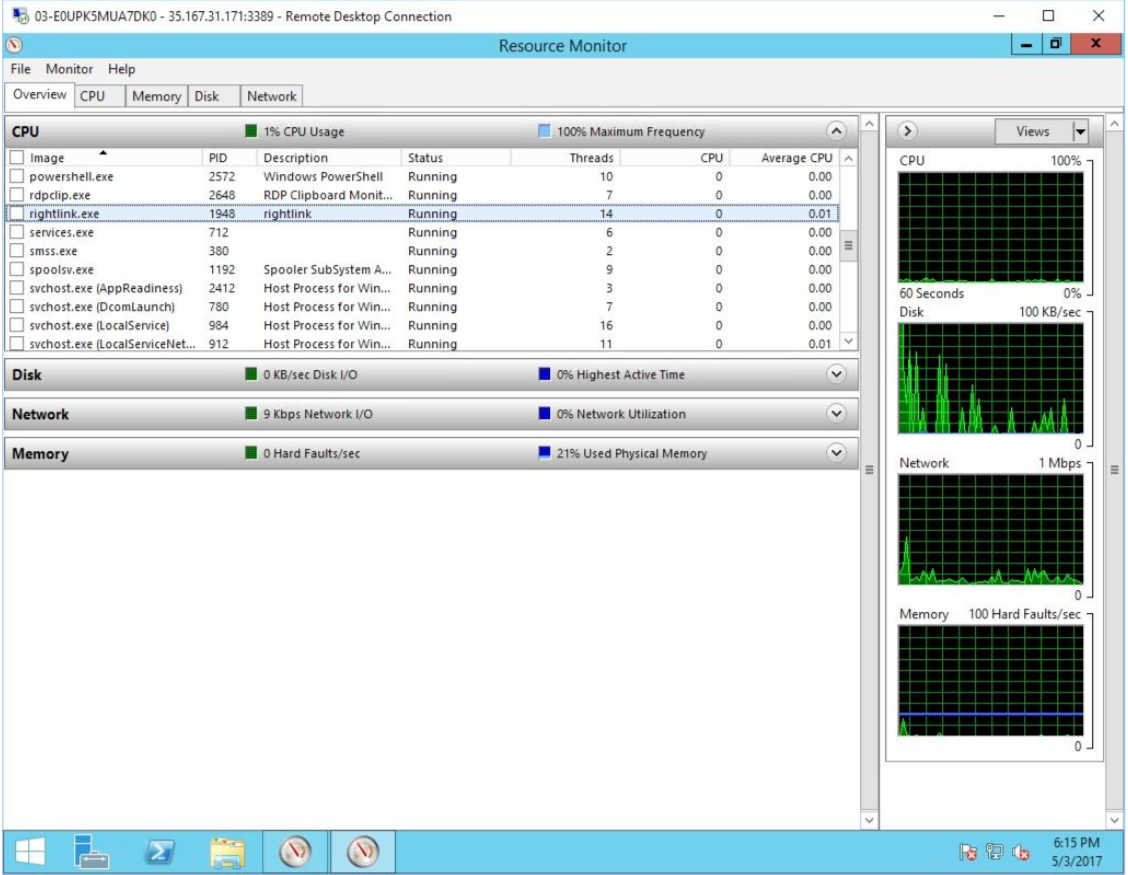 03-E0UPK5MUA7DK0 - 35.167.31.171:3389 - Remote Desktop Connection
Resource Monitor
File Monitor Help
Overview CPU Memory Disk Network
CPU 1% CPU Usage 100% Maximum Frequency
Image PID Description Status Threads CPU Average CPU
powershell.exe 2572 Windows PowerShell Running 10 0 0.00
rdpclip.exe 2648 RDP Clipboard Monit... Running 7 0 0.00
rightlink.exe 1948 rightlink Running 14 0 0.01
services.exe 712 Running 6 0 0.00
smss.exe 380 Running 2 0 0.00
spoolsv.exe 1192 Spooler SubSystem A... Running 9 0 0.00
svchost.exe (AppReadiness) 2412 Host Process for Win... Running 3 0 0.00
svchost.exe (DcomLaunch) 780 Host Process for Win... Running 7 0 0.00
svchost.exe (LocalService) 984 Host Process for Win... Running 16 0 0.00
svchost.exe (LocalServiceNet... 912 Host Process for Win... Running 11 0 0.01
Disk 0 KB/sec Disk I/O 0% Highest Active Time
Network 9 Kbps Network I/O 0% Network Utilization
Memory 0 Hard Faults/sec 21% Used Physical Memory
Views
CPU 100%
60 Seconds 0%
Disk 100 KB/sec
0
Network 1 Mbps
0
Memory 100 Hard Faults/sec
0
6:15 PM
5/3/2017